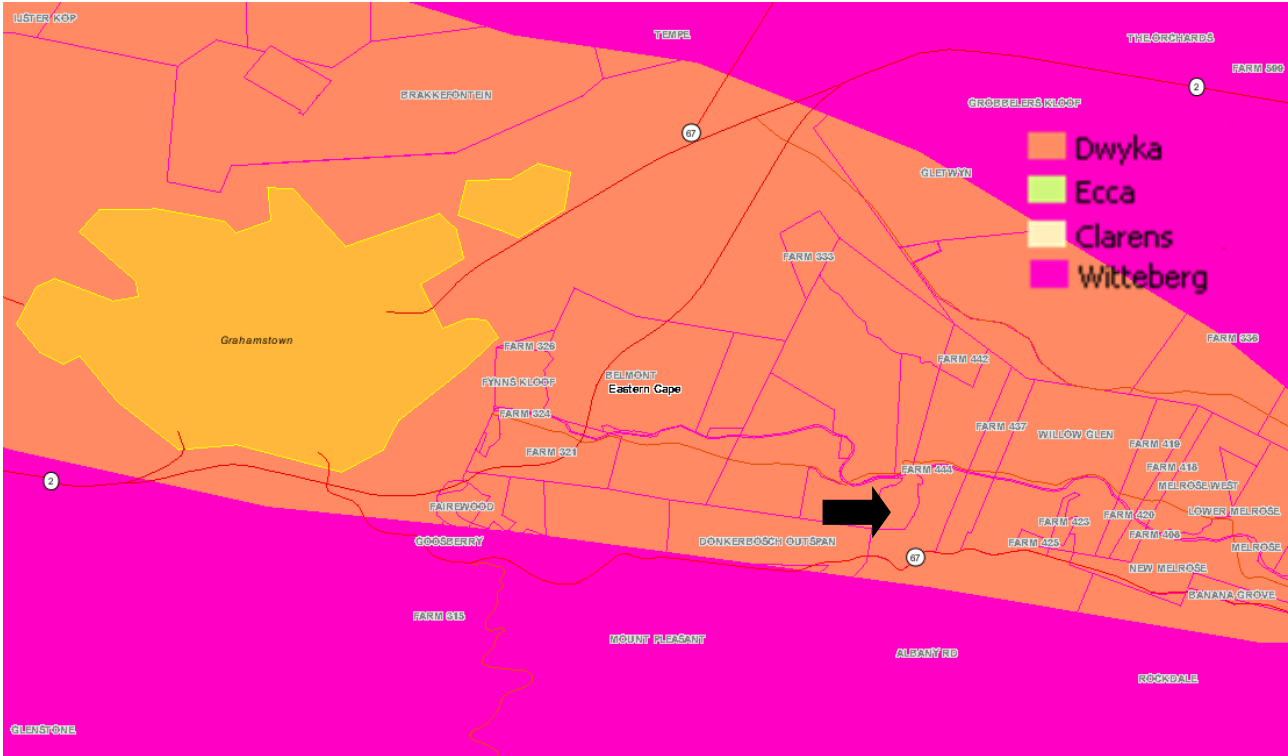 LIJSTER KOP
TEMPE
THE ORCHARDS
FARM 599
2
BRAKKEFONTEIN
GROBBELERS KLOOF
67
Dwyka
GLETWYN
Ecca
Clarens
FARM 333
Witteberg
Grahamstown
FARM 326
FARM 336
FARM 442
FYNNS KLOOF
BELMONT
Eastern Cape
FARM 324
FARM 437
WILLOW GLEN
FARM 321
FARM 419
FARM 444
FARM 418
2
MELROSE WEST
FAIREWOOD
FARM 423
FARM 420
LOWER MELROSE
GOOSBERRY
DONKERBOSCH OUTSPAN
FARM 425
FARM 408
MELROSE
67
NEW MELROSE
BANANA GROVE
FARM 315
MOUNT PLEASANT
ALBANY RD
ROCKDALE
GLENSTONE